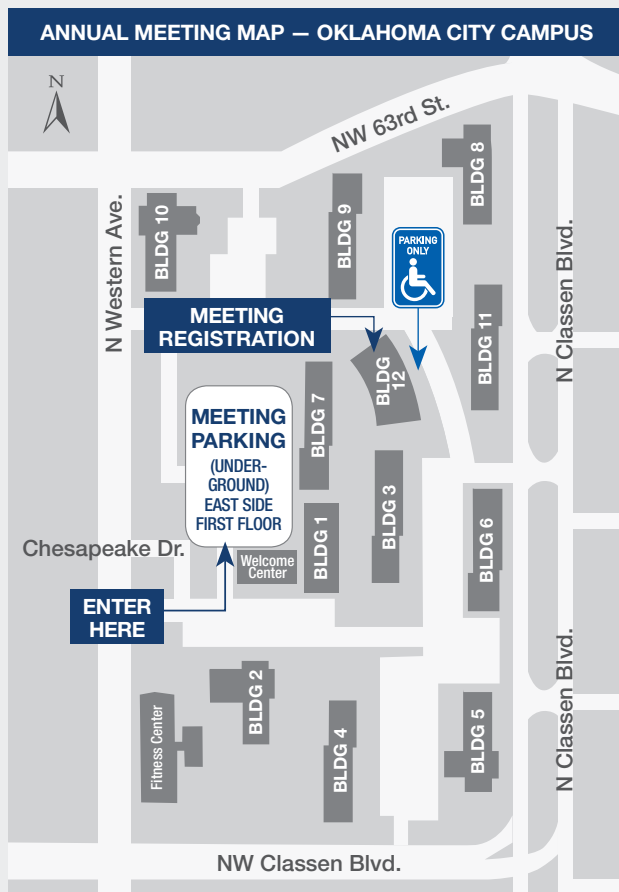 ANNUAL MEETING MAP — OKLAHOMA CITY CAMPUS
N
NW 63rd St.
BLDG 8
N Western Ave.
BLDG 10
BLDG 9
PARKING
ONLY
N Classen Blvd.
MEETING
REGISTRATION
BLDG 11
BLDG
12
MEETING
PARKING
(UNDER-
GROUND)
EAST SIDE
FIRST FLOOR
BLDG 7
BLDG 3
Chesapeake Dr.
Welcome
Center
BLDG 1
BLDG 6
ENTER
HERE
BLDG 2
N Classen Blvd.
Fitness Center
BLDG 4
BLDG 5
NW Classen Blvd.